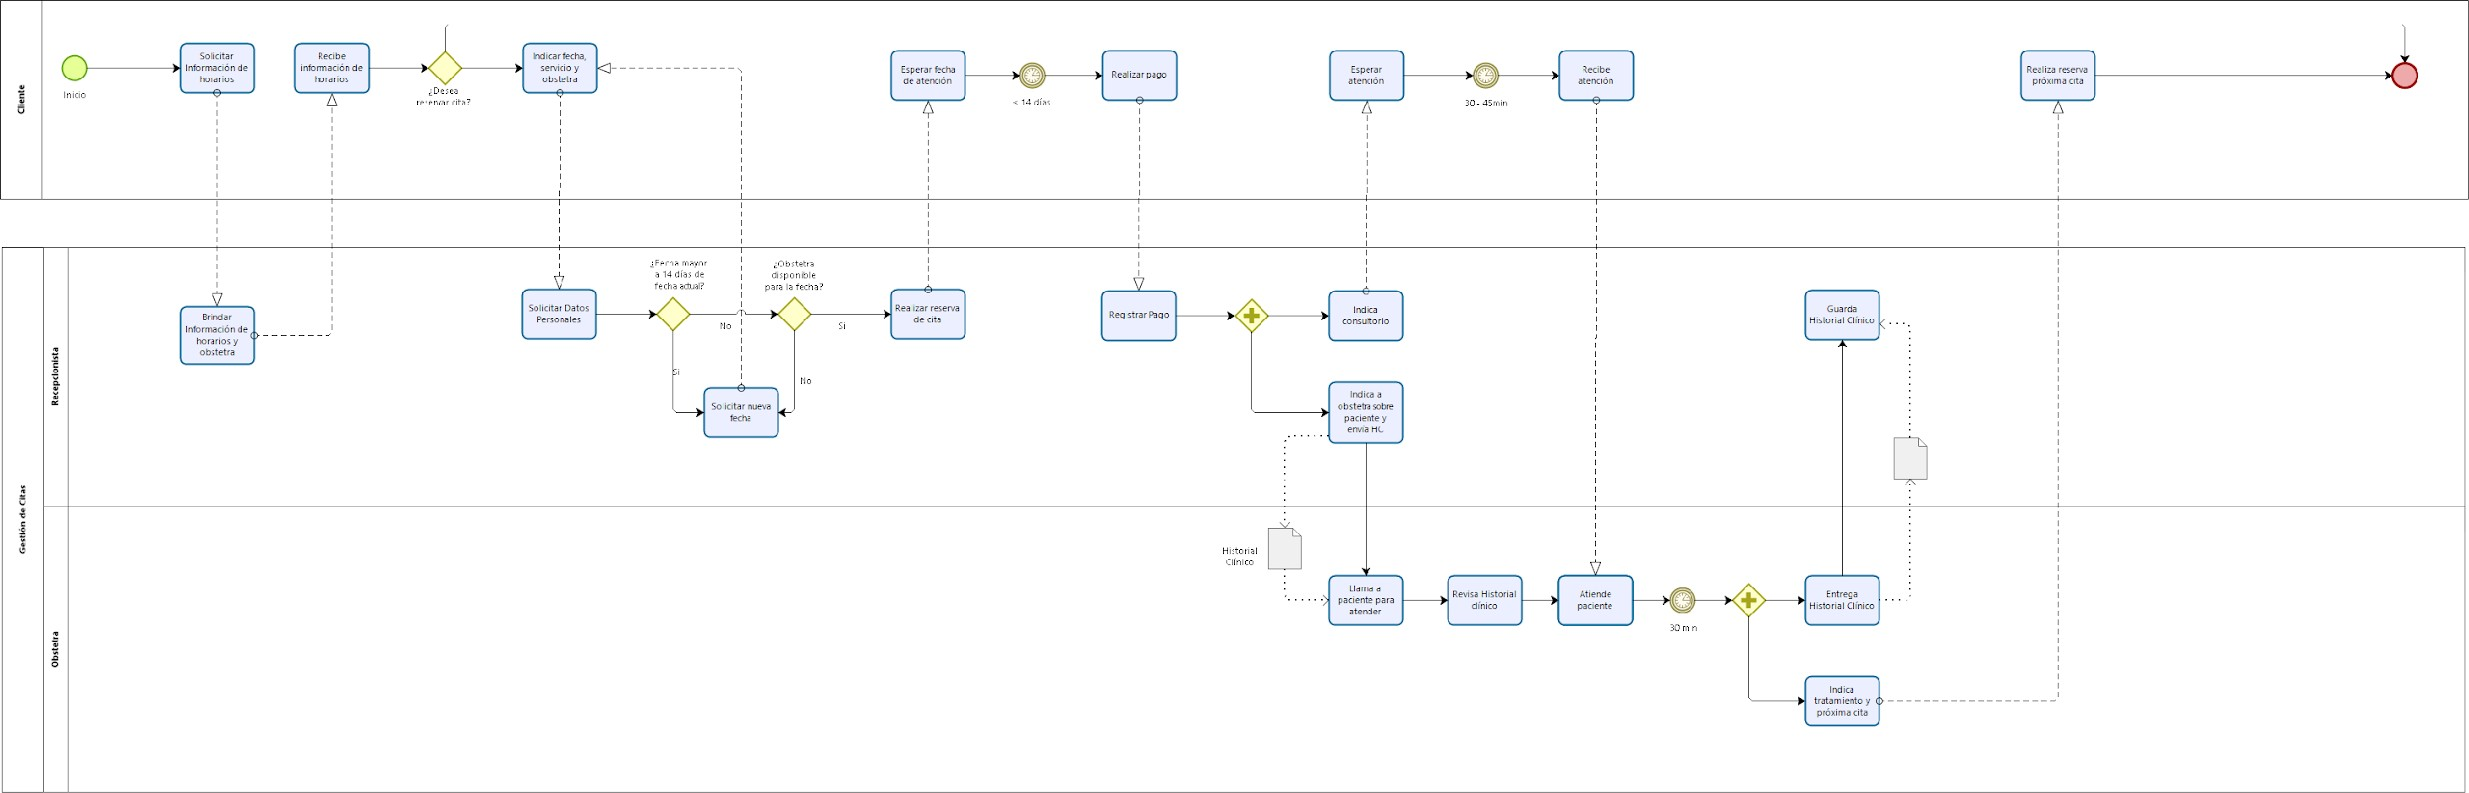 Cliente
Inicio
Solicitar
Información de
horarios
Recibe
información de
horarios
¿Desea
reservar cita?
Indicar fecha,
servicio y
obstetra
Esperar fecha
de atención
< 14 días
Realizar pago
Esperar
atención
30 - 45min
Recibe
atención
Realiza reserva
próxima cita
Gestión de Citas
Recepcionista
Brindar
Información de
horarios y
obstetra
Solicitar Datos
Personales
¿Fecha mayor
a 14 días de
fecha actual?
No
Si
¿Obstetra
disponible
para la fecha?
Si
No
Solicitar nueva
fecha
Realizar reserva
de cita
Registrar Pago
Indica
consultorio
Indica a
obstetra sobre
paciente y
envía HC
Guarda
Historial Clínico
Obstetra
Historial
Clínico
Llama a
paciente para
atender
Revisa Historial
clínico
Atiende
paciente
30 min
Entrega
Historial Clínico
Indica
tratamiento y
próxima cita